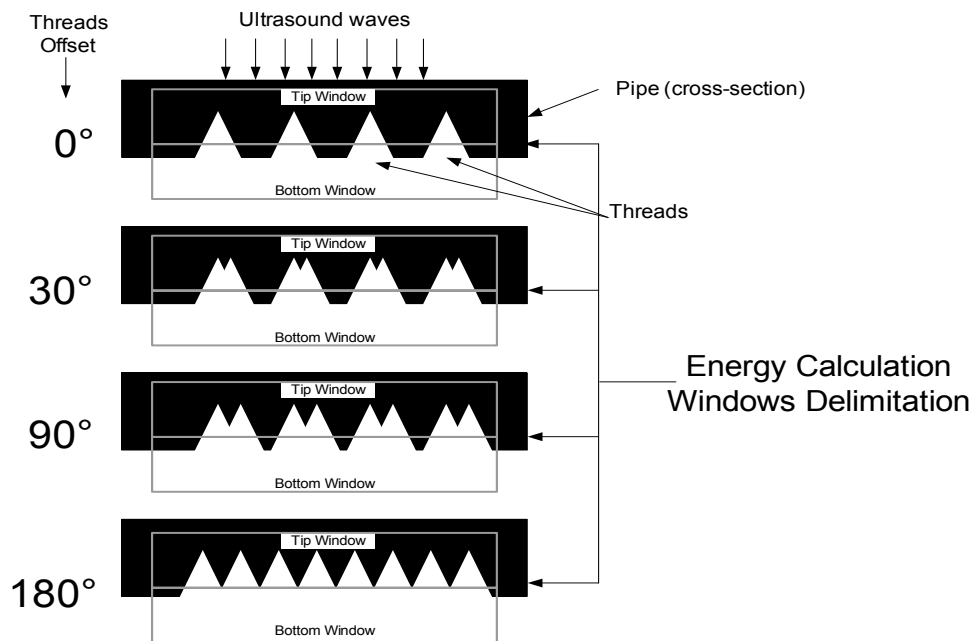 Threads
Offset
Ultrasound waves
Pipe (cross-section)
Tip Window
0°
Bottom Window
Threads
Tip Window
30°
Bottom Window
Energy Calculation
Windows Delimitation
Tip Window
90°
Bottom Window
Tip Window
180°
Bottom Window